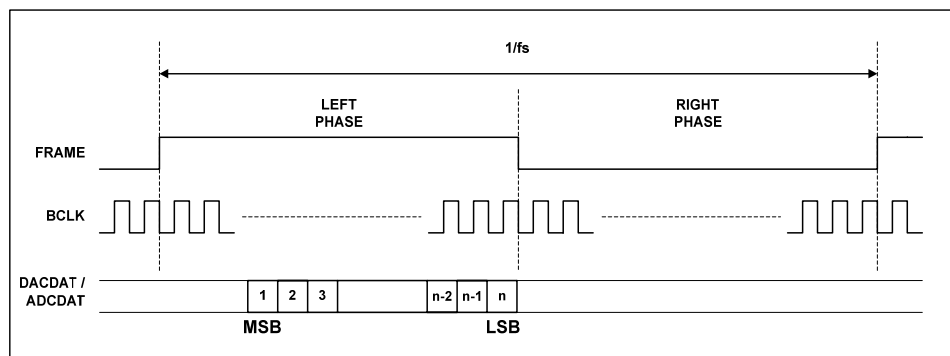 1/fs
LEFT
PHASE
RIGHT
PHASE
FRAME
BCLK
DACDAT /
ADCDAT
1 2 3 n-2 n-1 n
MSB LSB